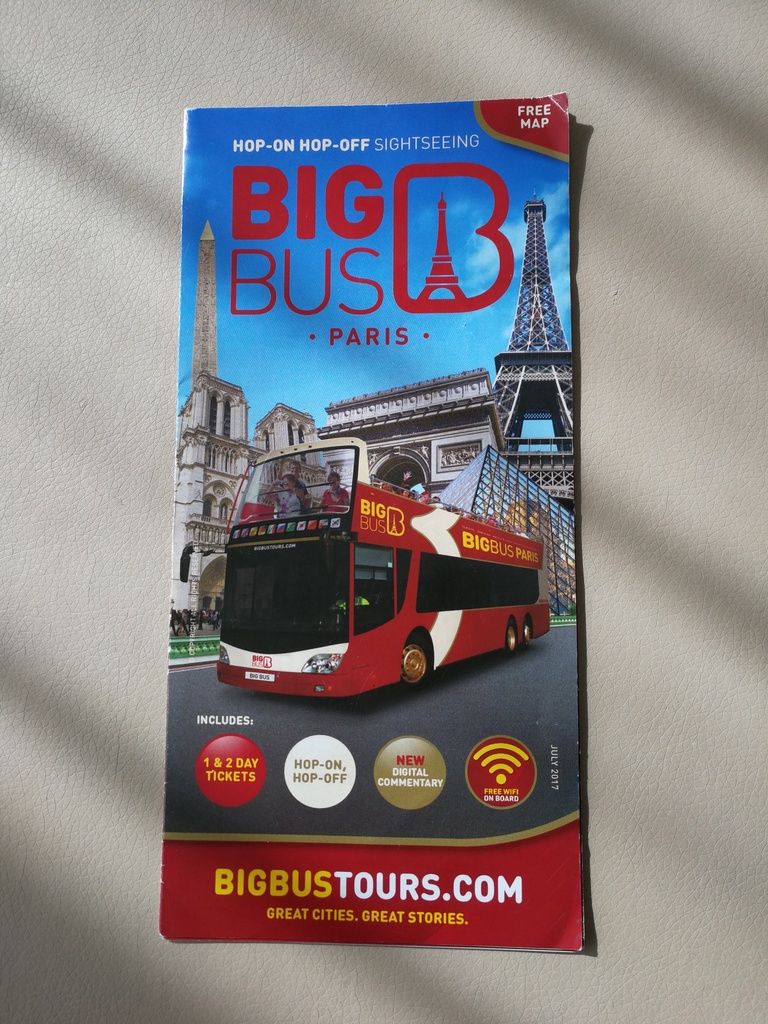 FREE
MAP
HOP-ON HOP-OFF SIGHTSEEING
BIG
BUS B
• PARIS •
BIG
BUS B
BIGBUS PARIS
BIGBUSTOURS.COM
BIG
BUS B
BIG BUS
INCLUDES:
1 & 2 DAY
TICKETS
HOP-ON,
HOP-OFF
NEW
DIGITAL
COMMENTARY
FREE WIFI
ON BOARD
JULY 2017
BIGBUSTOURS.COM
GREAT CITIES. GREAT STORIES.